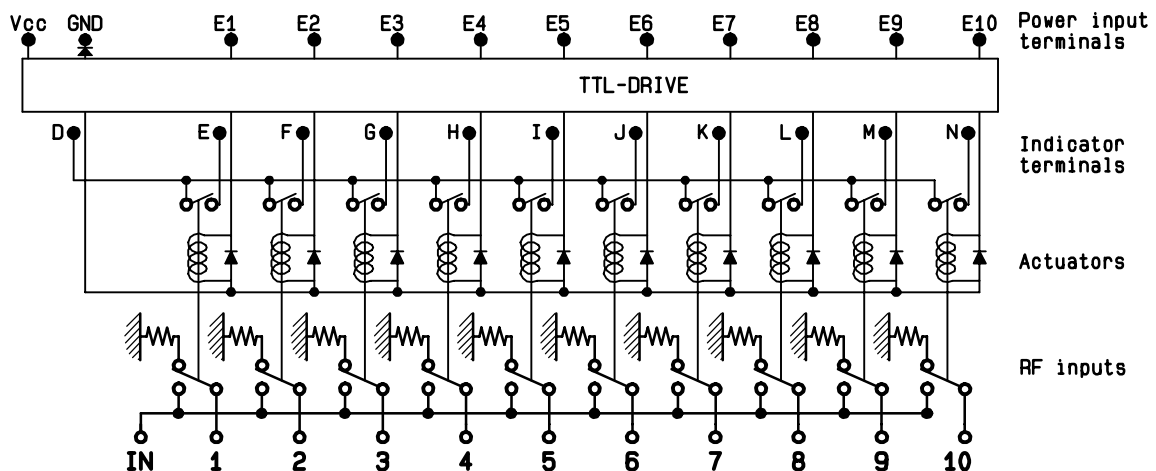 Vcc GND E1 E2 E3 E4 E5 E6 E7 E8 E9 E10 Power input
terminals
TTL-DRIVE
D E F G H I J K L M N Indicator
terminals
Actuators
RF inputs
IN 1 2 3 4 5 6 7 8 9 10